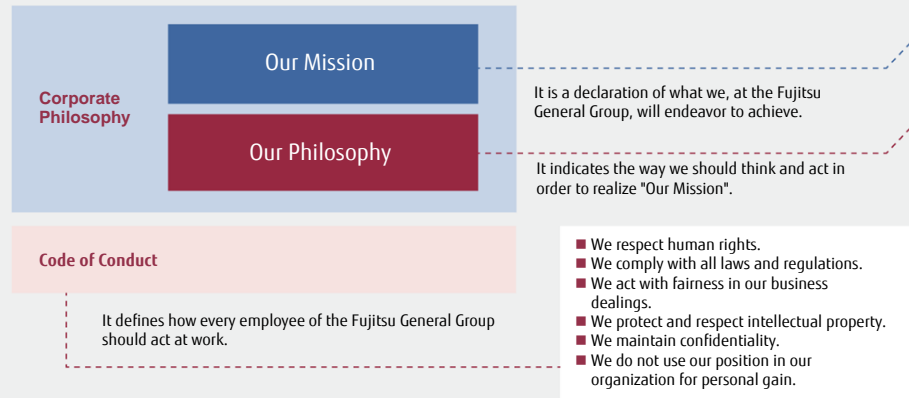 Corporate
Philosophy
Our Mission
It is a declaration of what we, at the Fujitsu
General Group, will endeavor to achieve.
Our Philosophy
It indicates the way we should think and act in
order to realize "Our Mission".
Code of Conduct
It defines how every employee of the Fujitsu General Group
should act at work.
■ We respect human rights.
■ We comply with all laws and regulations.
■ We act with fairness in our business
dealings.
■ We protect and respect intellectual property.
■ We maintain confidentiality.
■ We do not use our position in our
organization for personal gain.